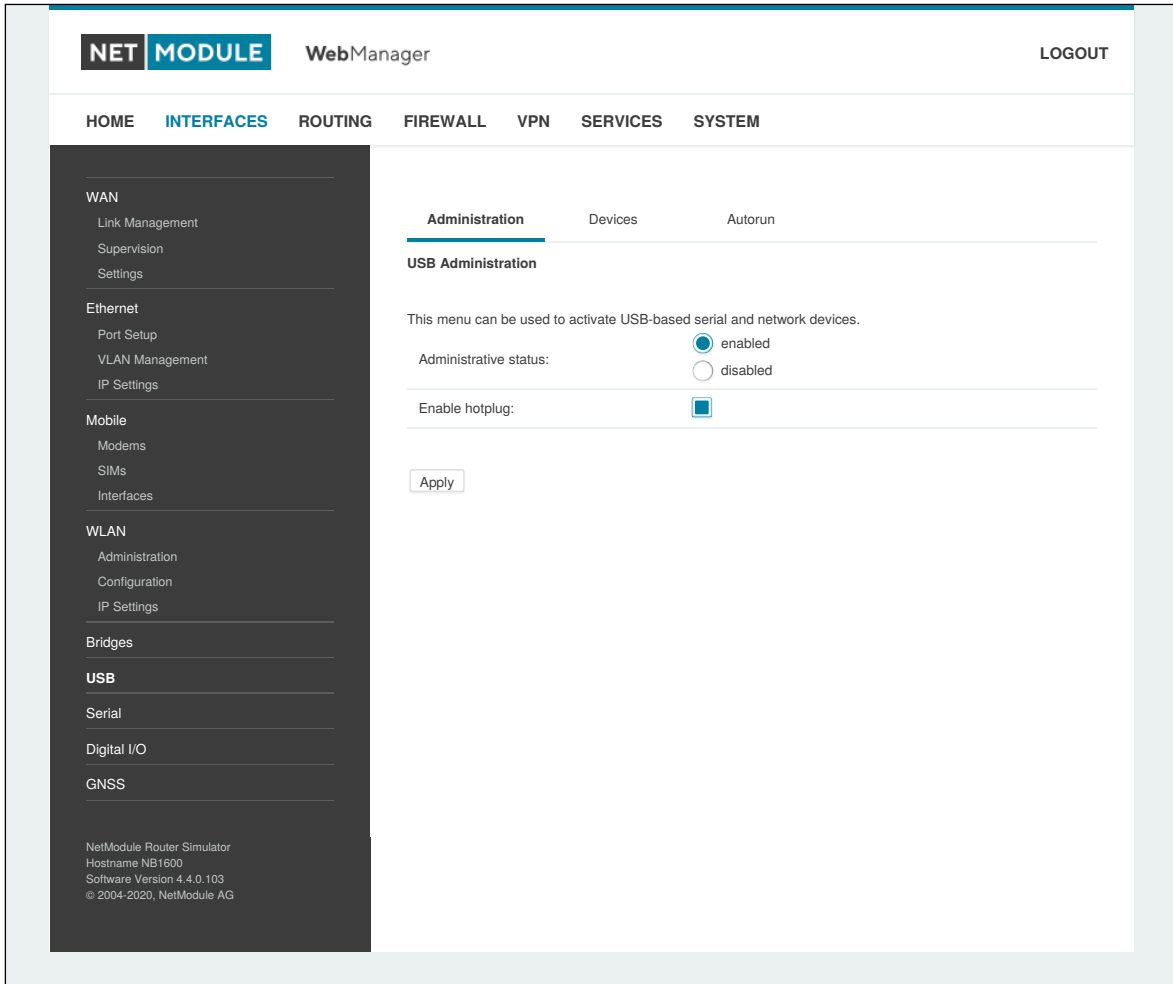 NET MODULE WebManager LOGOUT
HOME INTERFACES ROUTING FIREWALL VPN SERVICES SYSTEM
WAN
Link Management
Supervision
Settings
Ethernet
Port Setup
VLAN Management
IP Settings
Mobile
Modems
SIMs
Interfaces
WLAN
Administration
Configuration
IP Settings
Bridges
USB
Serial
Digital I/O
GNSS
NetModule Router Simulator
Hostname NB1600
Software Version 4.4.0.103
© 2004-2020, NetModule AG
Administration Devices Autorun
USB Administration
This menu can be used to activate USB-based serial and network devices.
Administrative status:
enabled
disabled
Enable hotplug:
Apply